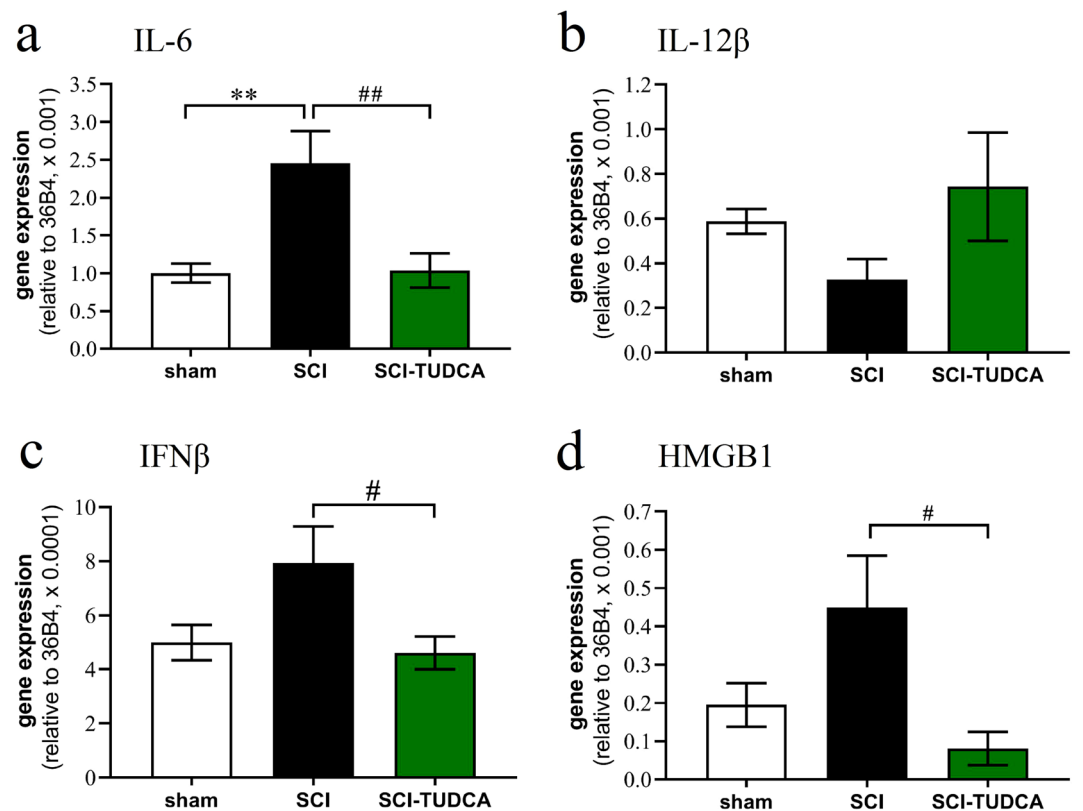 a IL-6
gene expression
(relative to 36B4, x 0.001)
3.5
3.0
2.5
2.0
1.5
1.0
0.5
0.0
**
##
sham SCI SCI-TUDCA
b IL-12β
gene expression
(relative to 36B4, x 0.001)
1.2
1.0
0.8
0.6
0.4
0.2
0.0
sham SCI SCI-TUDCA
c IFNβ
gene expression
(relative to 36B4, x 0.0001)
10
8
6
4
2
0
#
sham SCI SCI-TUDCA
d HMGB1
gene expression
(relative to 36B4, x 0.001)
0.7
0.6
0.5
0.4
0.3
0.2
0.1
0.0
#
sham SCI SCI-TUDCA